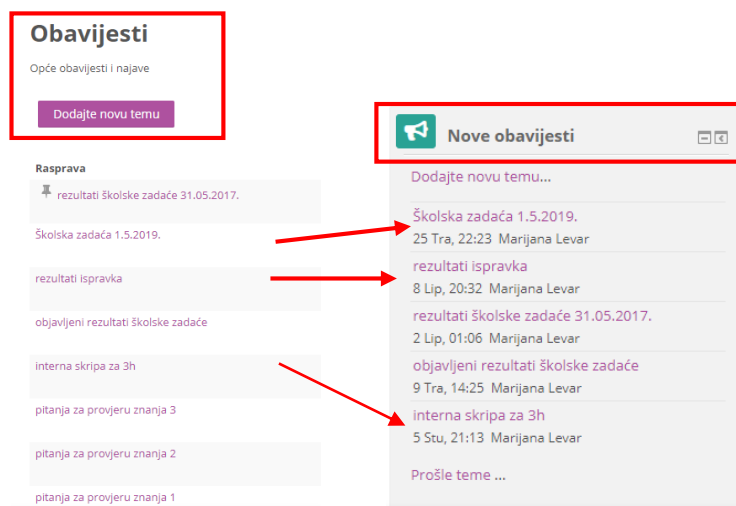 Obavijesti
Opće obavijesti i najave
Dodajte novu temu
Rasprava
rezultati školske zadaće 31.05.2017.
Školska zadaća 1.5.2019.
rezultati ispravka
objavljeni rezultati školske zadaće
interna skripa za 3h
pitanja za provjeru znanja 3
pitanja za provjeru znanja 2
pitanja za provjeru znanja 1
Nove obavijesti
Dodajte novu temu...
Školska zadaća 1.5.2019.
25 Tra, 22:23 Marijana Levar
rezultati ispravka
8 Lip, 20:32 Marijana Levar
rezultati školske zadaće 31.05.2017.
2 Lip, 01:06 Marijana Levar
objavljeni rezultati školske zadaće
9 Tra, 14:25 Marijana Levar
interna skripa za 3h
5 Stu, 21:13 Marijana Levar
Prošle teme ...